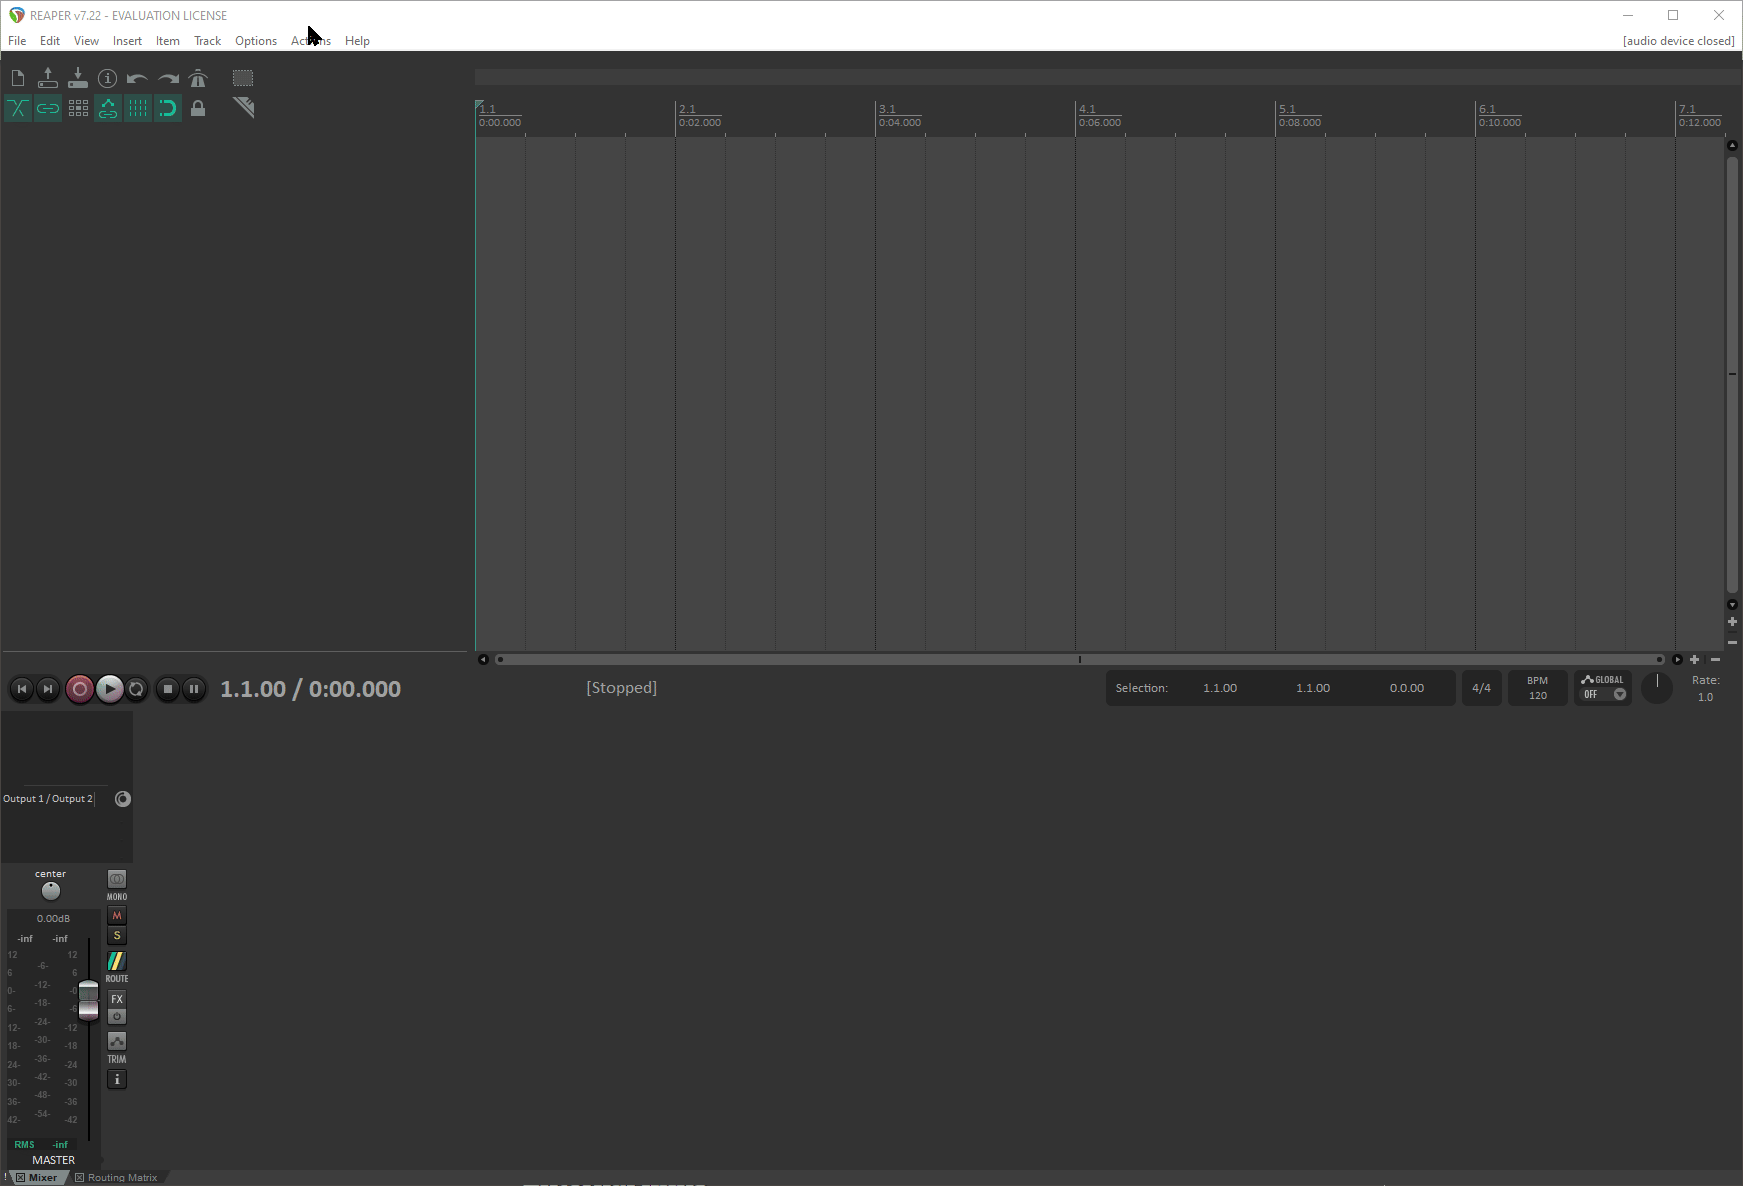 REAPER v7.22 - EVALUATION LICENSE
File Edit View Insert Item Track Options Actions Help [audio device closed]
1.1 2.1 3.1 4.1 5.1 6.1 7.1
0:00.000 0:02.000 0:04.000 0:06.000 0:08.000 0:10.000 0:12.000
1.1.00 / 0:00.000 [Stopped] Selection: 1.1.00 1.1.00 0.0.00 4/4
BPM
120
GLOBAL
OFF
Rate:
1.0
Output 1 / Output 2
center
MONO
0.00dB
M
-inf -inf
S
12 12
-6-
6 6
-12-
0- -0
-18-
6- -6
-24-
12- -12
-30-
18- -18
-36-
24- -24
-42-
30- -30
-48-
36- -36
-54-
42- -42
ROUTE
FX
TRIM
i
RMS -inf
MASTER
! Mixer Routing Matrix